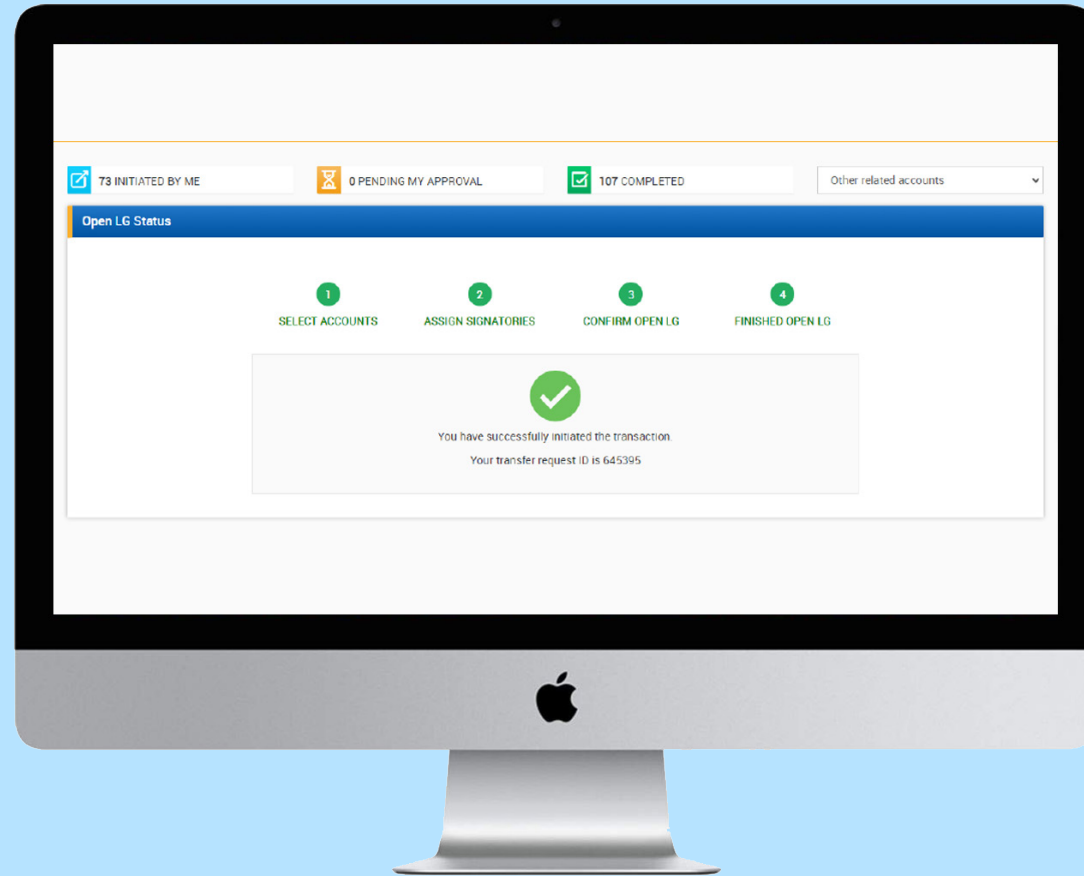 73 INITIATED BY ME
0 PENDING MY APPROVAL
107 COMPLETED
Other related accounts
Open LG Status
1
2
3
4
SELECT ACCOUNTS
ASSIGN SIGNATORIES
CONFIRM OPEN LG
FINISHED OPEN LG
You have successfully initiated the transaction.
Your transfer request ID is 645395